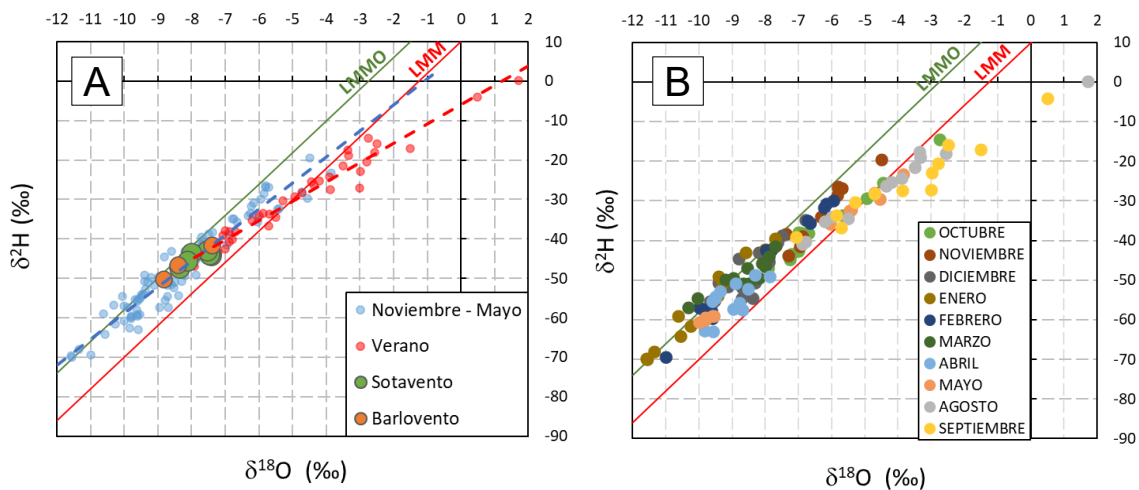 -12 -11 -10 -9 -8 -7 -6 -5 -4 -3 -2 -1 0 1 2
A
LMMO
LMM
10
0
-10
-20
-30
-40
-50
-60
-70
-80
-90
δ²H (‰)
Noviembre - Mayo
Verano
Sotavento
Barlovento
δ¹⁸O (‰)
-12 -11 -10 -9 -8 -7 -6 -5 -4 -3 -2 -1 0 1 2
B
LMMO
LMM
10
0
-10
-20
-30
-40
-50
-60
-70
-80
-90
δ²H (‰)
OCTUBRE
NOVIEMBRE
DICIEMBRE
ENERO
FEBRERO
MARZO
ABRIL
MAYO
AGOSTO
SEPTIEMBRE
δ¹⁸O (‰)